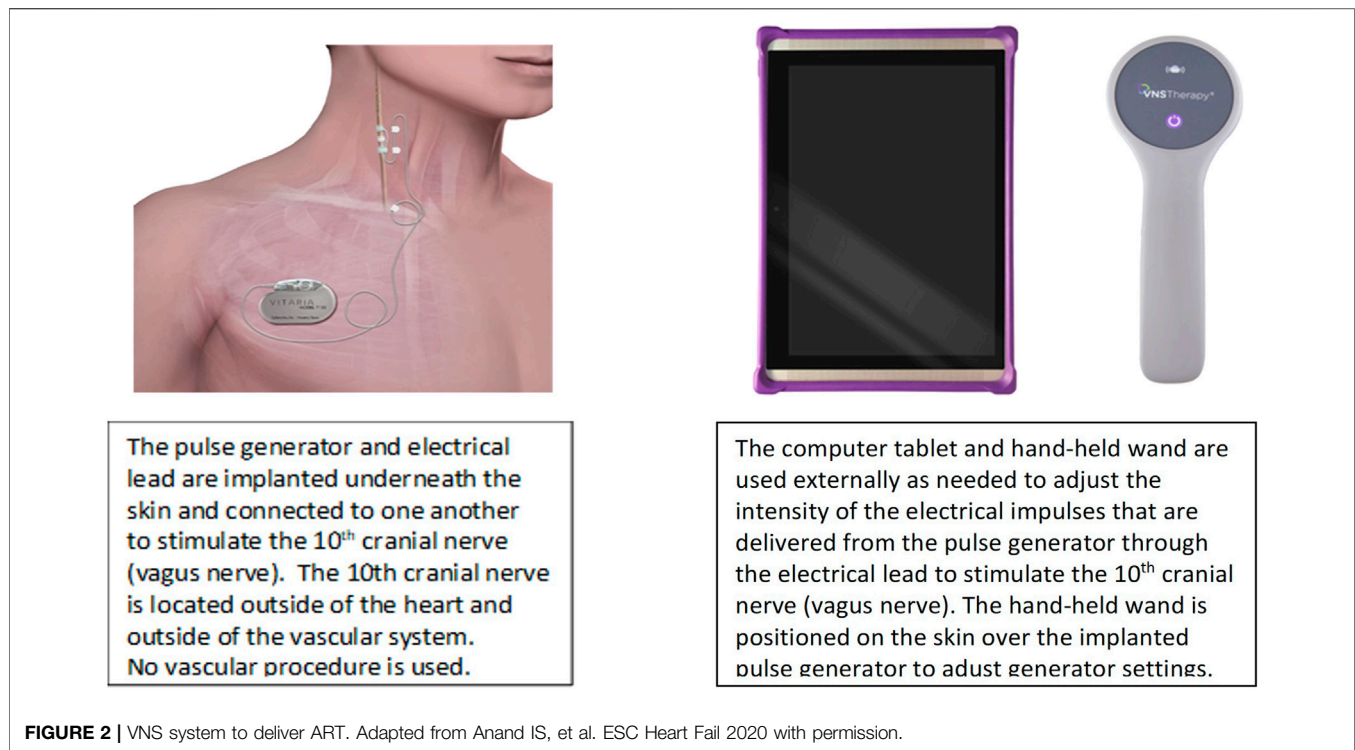 VITARIA
VNSTherapy
The pulse generator and electrical
lead are implanted underneath the
skin and connected to one another
to stimulate the 10th cranial nerve
(vagus nerve). The 10th cranial nerve
is located outside of the heart and
outside of the vascular system.
No vascular procedure is used.
The computer tablet and hand-held wand are
used externally as needed to adjust the
intensity of the electrical impulses that are
delivered from the pulse generator through
the electrical lead to stimulate the 10th cranial
nerve (vagus nerve). The hand-held wand is
positioned on the skin over the implanted
pulse generator to adust generator settings.
FIGURE 2 | VNS system to deliver ART. Adapted from Anand IS, et al. ESC Heart Fail 2020 with permission.